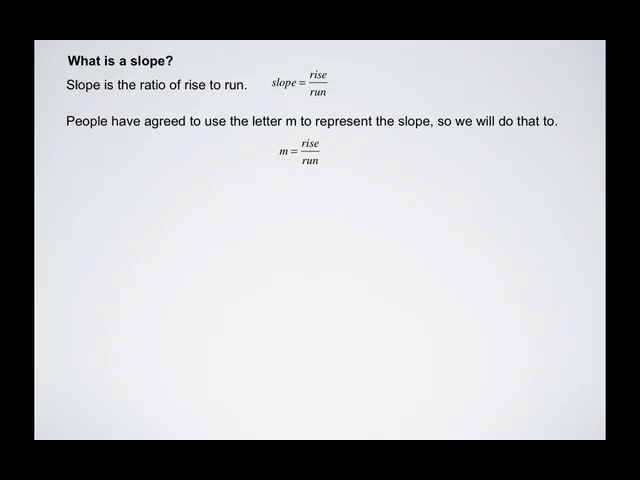 What is a slope?
Slope is the ratio of rise to run. slope = rise/run
People have agreed to use the letter m to represent the slope, so we will do that to.
m = rise/run